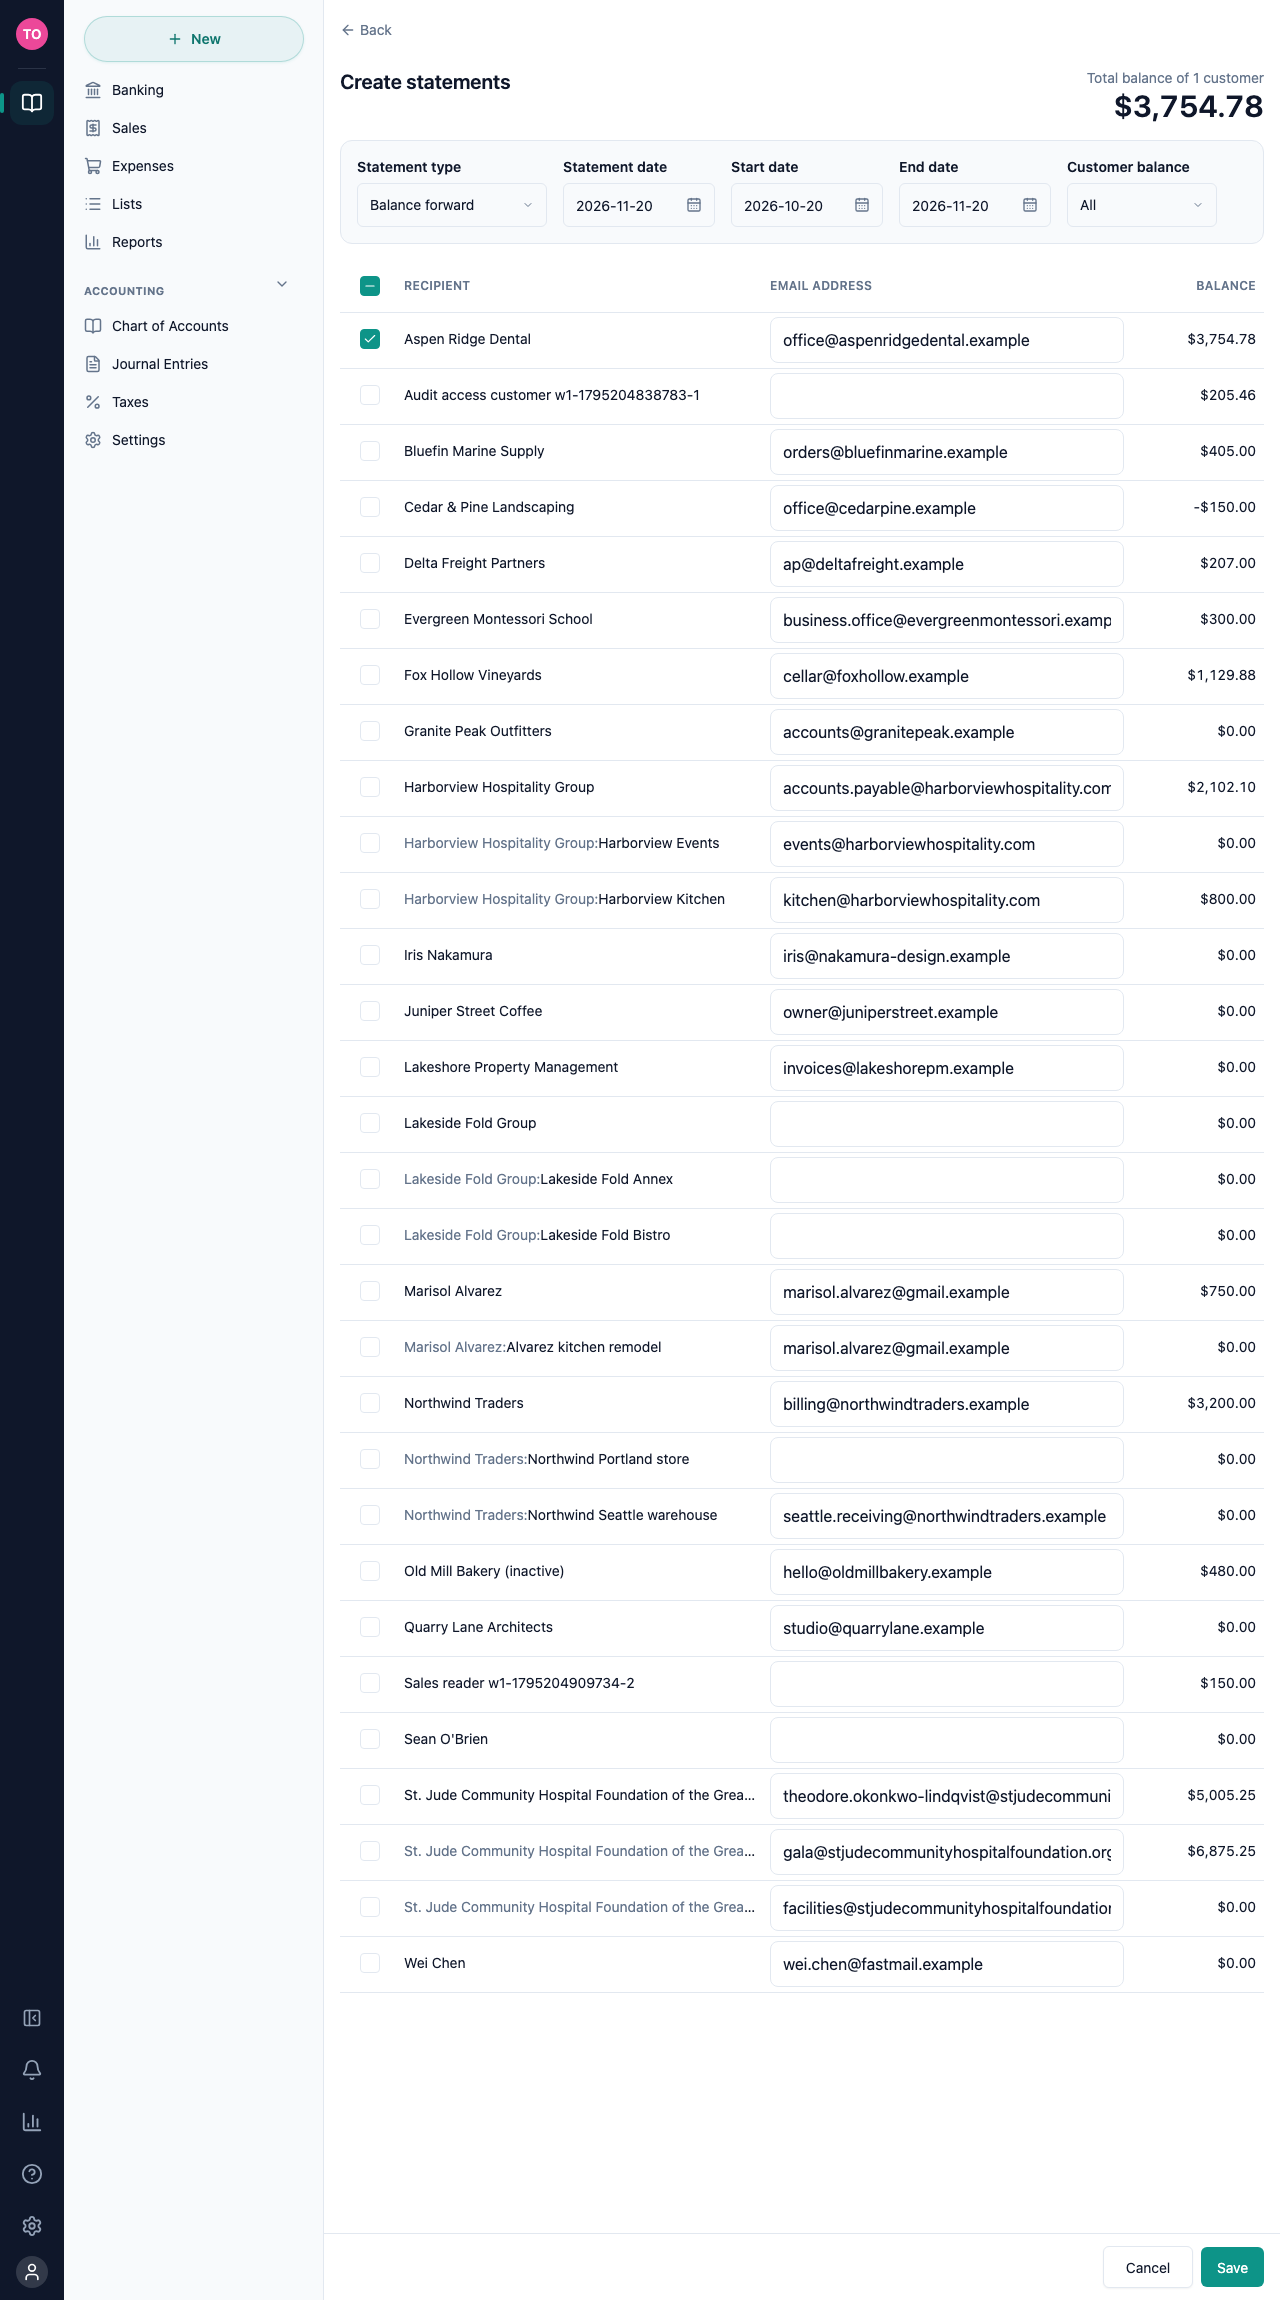 TO
New
Banking
Sales
Expenses
Lists
Reports
ACCOUNTING
Chart of Accounts
Journal Entries
Taxes
Settings
Back
Create statements
Total balance of 1 customer
$3,754.78
Statement type Statement date Start date End date Customer balance
Balance forward 2026-11-20 2026-10-20 2026-11-20 All
RECIPIENT EMAIL ADDRESS BALANCE
Aspen Ridge Dental office@aspenridgedental.example $3,754.78
Audit access customer w1-1795204838783-1 $205.46
Bluefin Marine Supply orders@bluefinmarine.example $405.00
Cedar & Pine Landscaping office@cedarpine.example -$150.00
Delta Freight Partners ap@deltafreight.example $207.00
Evergreen Montessori School business.office@evergreenmontessori.examp $300.00
Fox Hollow Vineyards cellar@foxhollow.example $1,129.88
Granite Peak Outfitters accounts@granitepeak.example $0.00
Harborview Hospitality Group accounts.payable@harborviewhospitality.com $2,102.10
Harborview Hospitality Group:Harborview Events events@harborviewhospitality.com $0.00
Harborview Hospitality Group:Harborview Kitchen kitchen@harborviewhospitality.com $800.00
Iris Nakamura iris@nakamura-design.example $0.00
Juniper Street Coffee owner@juniperstreet.example $0.00
Lakeshore Property Management invoices@lakeshorepm.example $0.00
Lakeside Fold Group $0.00
Lakeside Fold Group:Lakeside Fold Annex $0.00
Lakeside Fold Group:Lakeside Fold Bistro $0.00
Marisol Alvarez marisol.alvarez@gmail.example $750.00
Marisol Alvarez:Alvarez kitchen remodel marisol.alvarez@gmail.example $0.00
Northwind Traders billing@northwindtraders.example $3,200.00
Northwind Traders:Northwind Portland store $0.00
Northwind Traders:Northwind Seattle warehouse seattle.receiving@northwindtraders.example $0.00
Old Mill Bakery (inactive) hello@oldmillbakery.example $480.00
Quarry Lane Architects studio@quarrylane.example $0.00
Sales reader w1-1795204909734-2 $150.00
Sean O'Brien $0.00
St. Jude Community Hospital Foundation of the Grea... theodore.okonkwo-lindqvist@stjudecommuni $5,005.25
St. Jude Community Hospital Foundation of the Grea... gala@stjudecommunityhospitalfoundation.org $6,875.25
St. Jude Community Hospital Foundation of the Grea... facilities@stjudecommunityhospitalfoundation $0.00
Wei Chen wei.chen@fastmail.example $0.00
Cancel Save